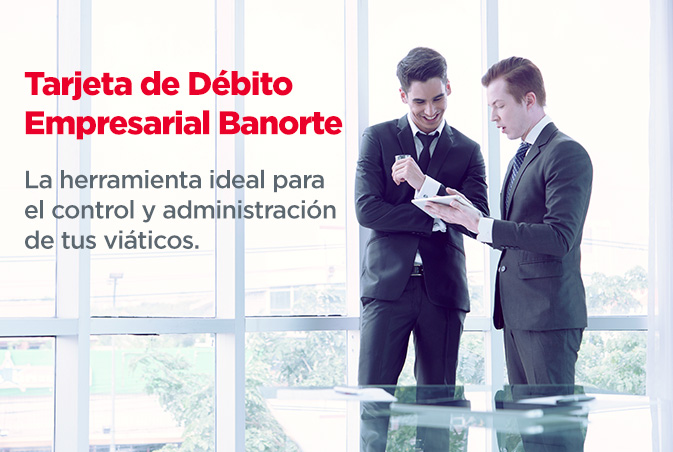 Tarjeta de Débito
Empresarial Banorte
La herramienta ideal para
el control y administración
de tus viáticos.